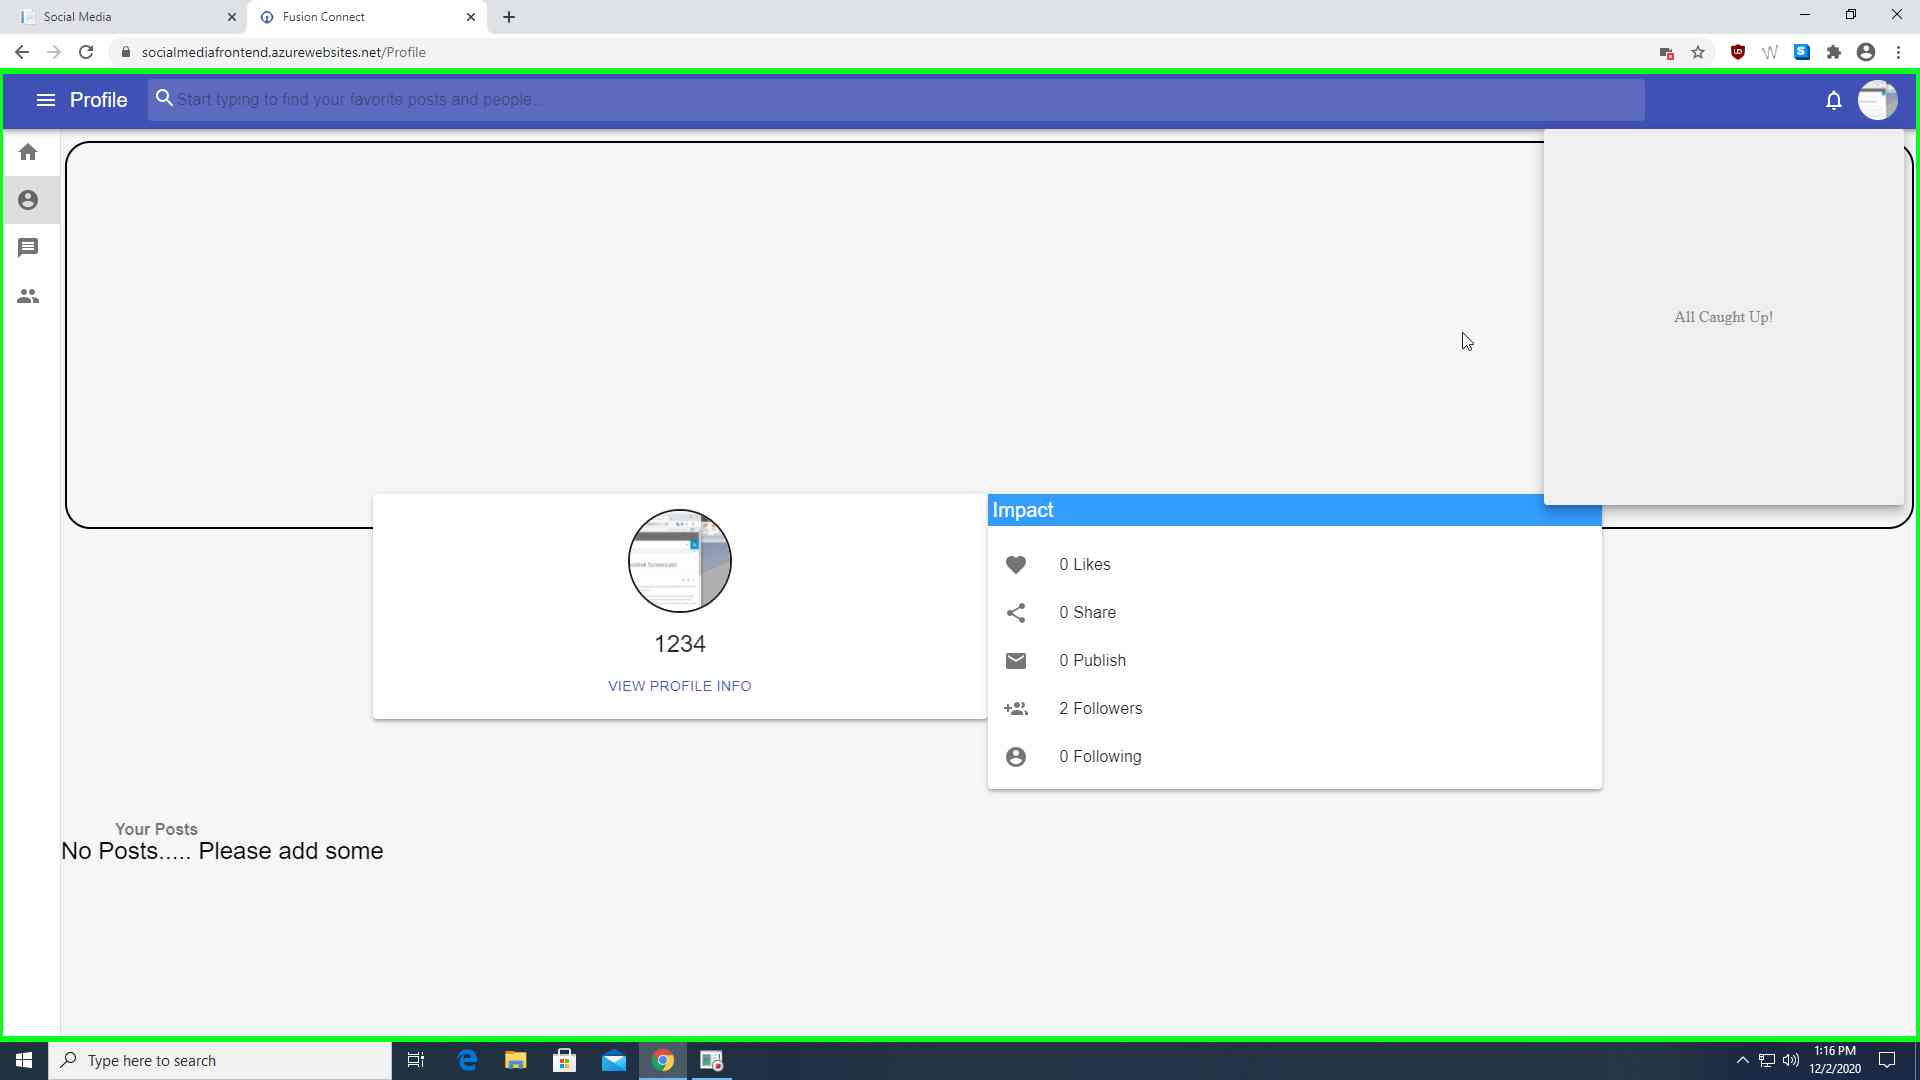 Social Media
Fusion Connect
socialmediafrontend.azurewebsites.net/Profile
Profile
Start typing to find your favorite posts and people...
All Caught Up!
Impact
0 Likes
0 Share
0 Publish
2 Followers
0 Following
1234
VIEW PROFILE INFO
Your Posts
No Posts..... Please add some
Type here to search
1:16 PM
12/2/2020